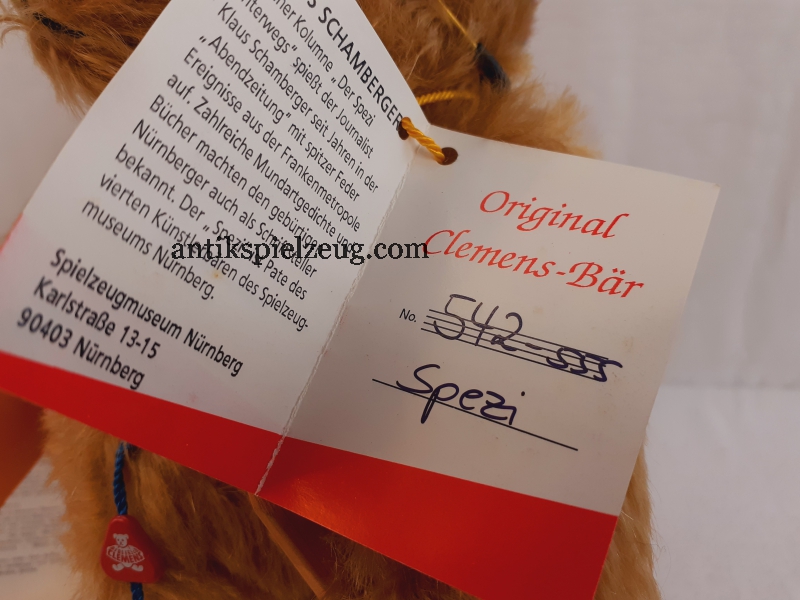 S SCHAMBERGER
ner Kolumne „Der Spezi
nterwegs“ spießt der Journalist
Klaus Schamberger seit Jahren in der
„Abendzeitung“ mit spitzer Feder
Ereignisse aus der Frankenmetropole
auf. Zahlreiche Mundartgedichte und
Bücher machten den gebürtigen
Nürnberger auch als Schriftsteller
bekannt. Der „Spezi“ Pate des
vierten Künstlerbären des Spielzeug-
museums Nürnberg.
Spielzeugmuseum Nürnberg
Karlstraße 13-15
90403 Nürnberg
antikspielzeug.com
Original
Clemens-Bär
No. 542-555
Spezi
CLEMENS